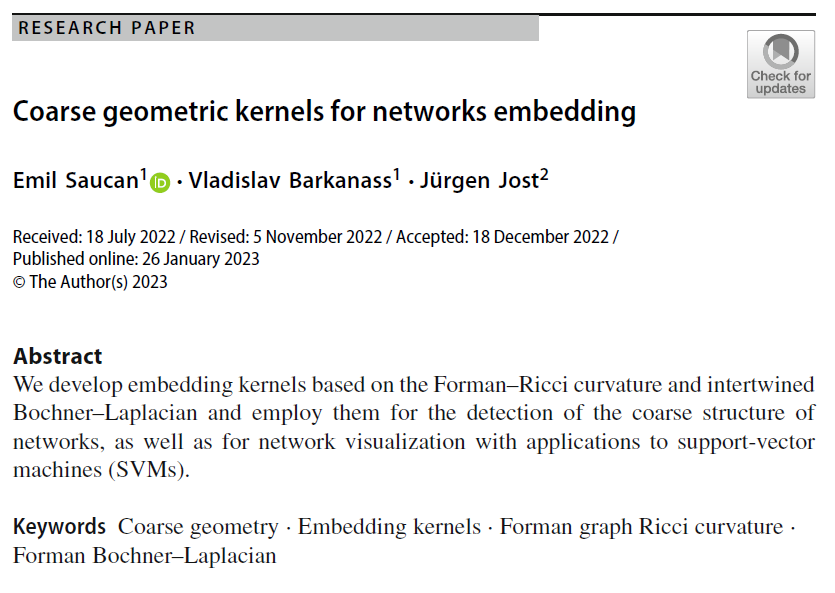 RESEARCH PAPER
Check for
updates
Coarse geometric kernels for networks embedding
Emil Saucan¹ iD · Vladislav Barkanass¹ · Jürgen Jost²
Received: 18 July 2022 / Revised: 5 November 2022 / Accepted: 18 December 2022 /
Published online: 26 January 2023
© The Author(s) 2023
Abstract
We develop embedding kernels based on the Forman–Ricci curvature and intertwined
Bochner–Laplacian and employ them for the detection of the coarse structure of
networks, as well as for network visualization with applications to support-vector
machines (SVMs).
Keywords Coarse geometry · Embedding kernels · Forman graph Ricci curvature ·
Forman Bochner–Laplacian